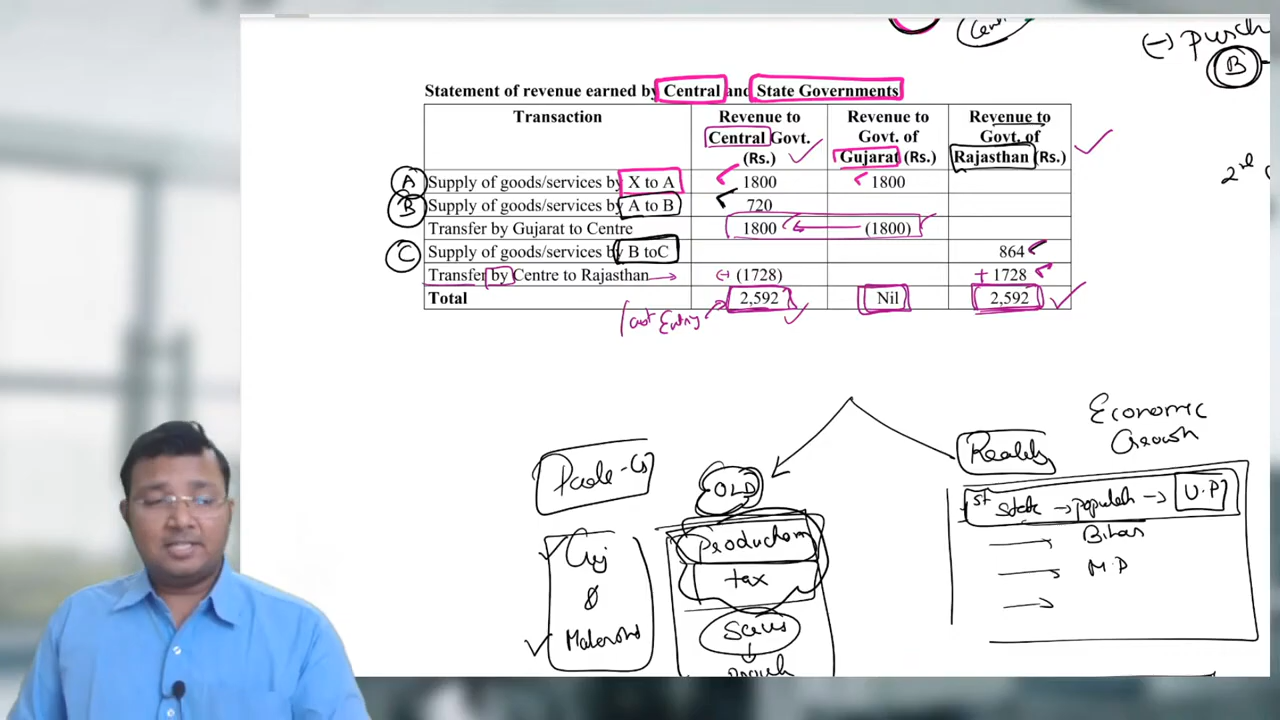 Cent
(-) Purch
B
Statement of revenue earned by Central and State Governments
Transaction Revenue to Central Govt. (Rs.) Revenue to Govt. of Gujarat (Rs.) Revenue to Govt. of Rajasthan (Rs.)
2nd
A Supply of goods/services by X to A 1800 1800
B Supply of goods/services by A to B 720
Transfer by Gujarat to Centre 1800 (1800)
C Supply of goods/services by B toC 864
Transfer by Centre to Rajasthan (-) (1728) + 1728
Total 2,592 Nil 2,592
Last Entry
Economic
Growth
Reality
OLD
1st State → populat → U.P
Production
Bihar
Guj
M.P
tax